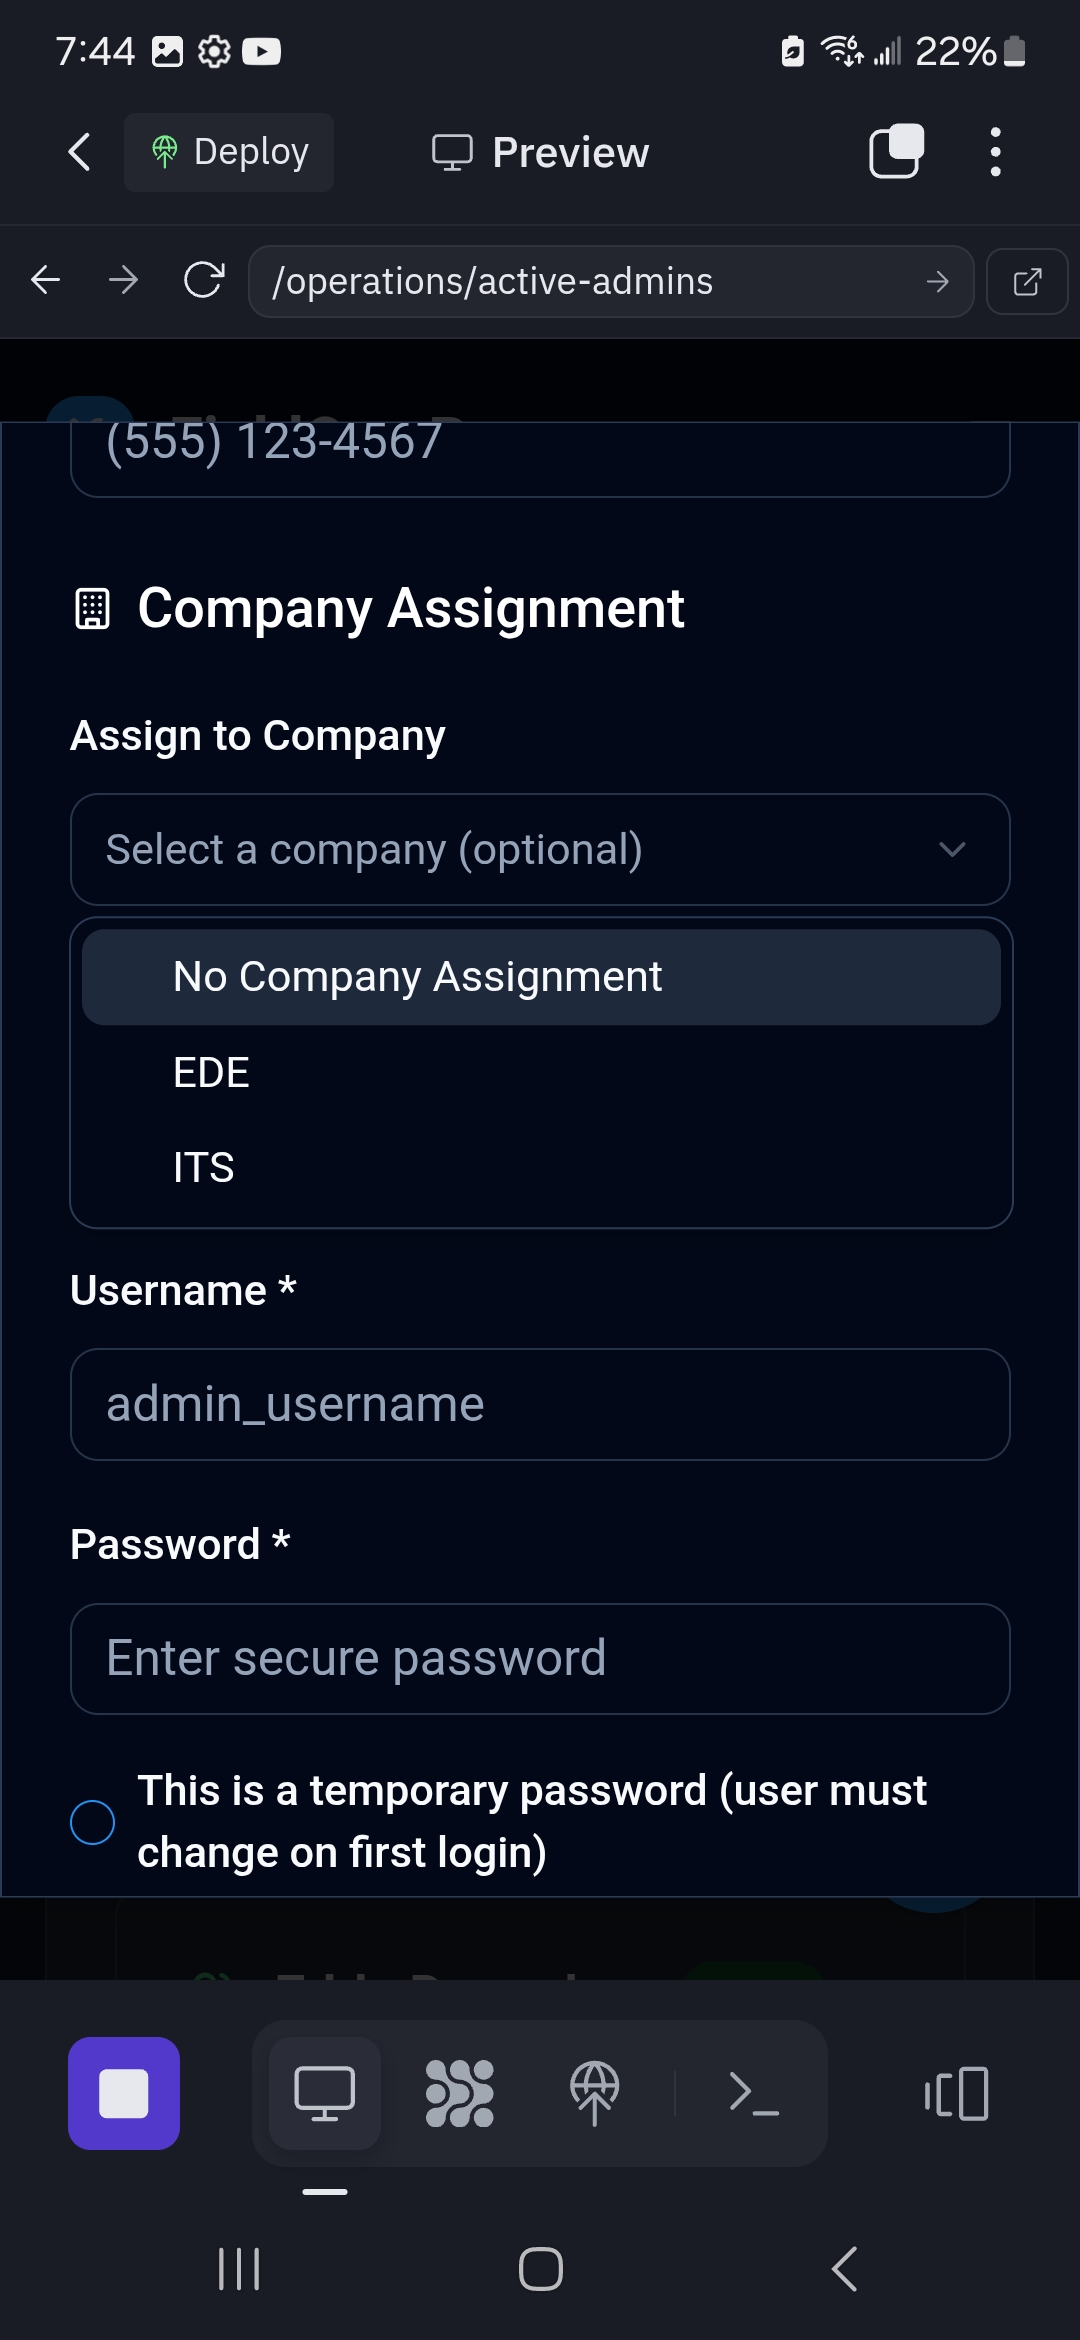 7:44
6
22%
Deploy
Preview
/operations/active-admins
(555) 123-4567
Company Assignment
Assign to Company
Select a company (optional)
No Company Assignment
EDE
ITS
Username *
admin_username
Password *
Enter secure password
This is a temporary password (user must
change on first login)